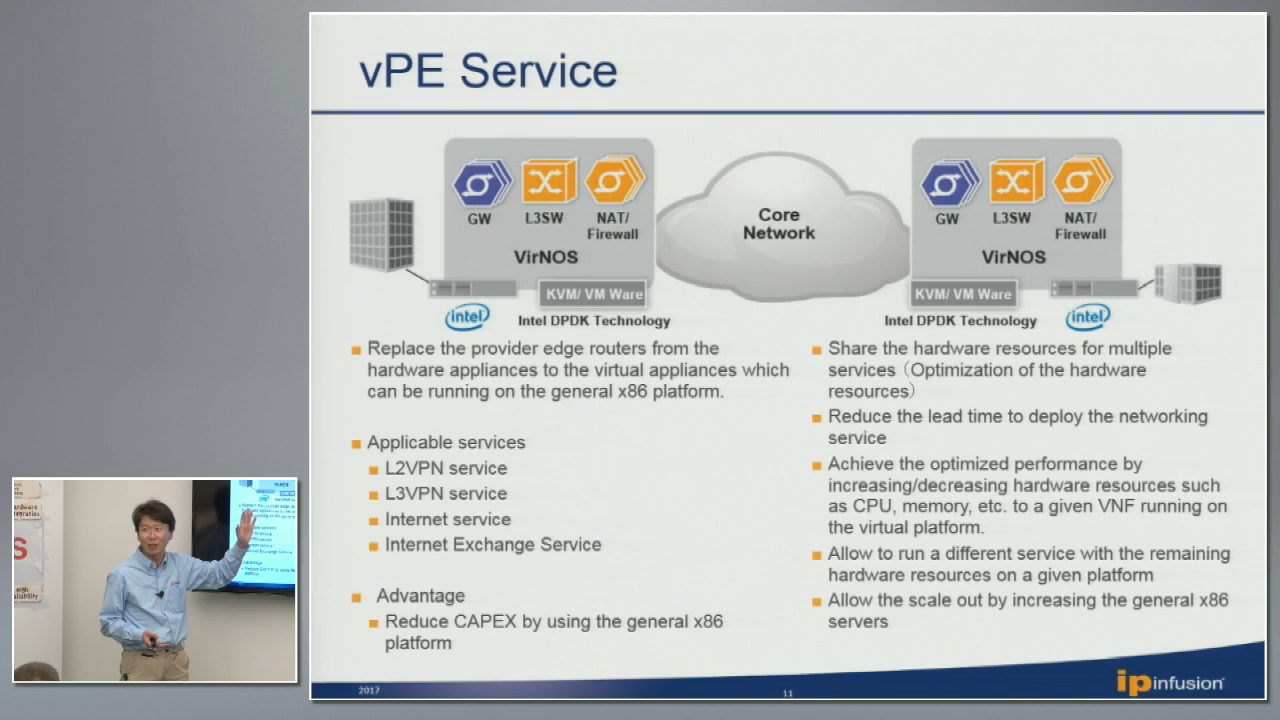 vPE Service
GW
L3SW
NAT/
Firewall
VirNOS
KVM/ VM Ware
intel
Intel DPDK Technology
Core
Network
GW
L3SW
NAT/
Firewall
VirNOS
KVM/ VM Ware
Intel DPDK Technology
intel
Replace the provider edge routers from the
hardware appliances to the virtual appliances which
can be running on the general x86 platform.
Applicable services
L2VPN service
L3VPN service
Internet service
Internet Exchange Service
Advantage
Reduce CAPEX by using the general x86
platform
Share the hardware resources for multiple
services（Optimization of the hardware
resources）
Reduce the lead time to deploy the networking
service
Achieve the optimized performance by
increasing/decreasing hardware resources such
as CPU, memory, etc. to a given VNF running on
the virtual platform.
Allow to run a different service with the remaining
hardware resources on a given platform
Allow the scale out by increasing the general x86
servers
2017
11
ipinfusion